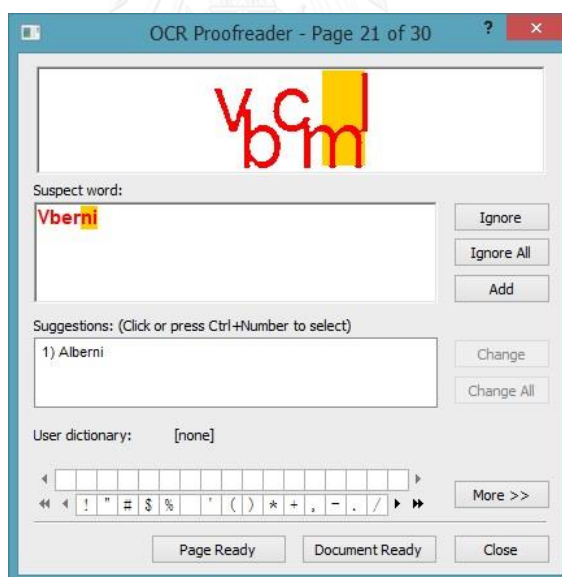 OCR Proofreader - Page 21 of 30 ? ×
vbcml
Suspect word:
Vberni
Ignore
Ignore All
Add
Suggestions: (Click or press Ctrl+Number to select)
1) Alberni
Change
Change All
User dictionary: [none]
! " # $ % ' ( ) * + , - . /
More >>
Page Ready Document Ready Close